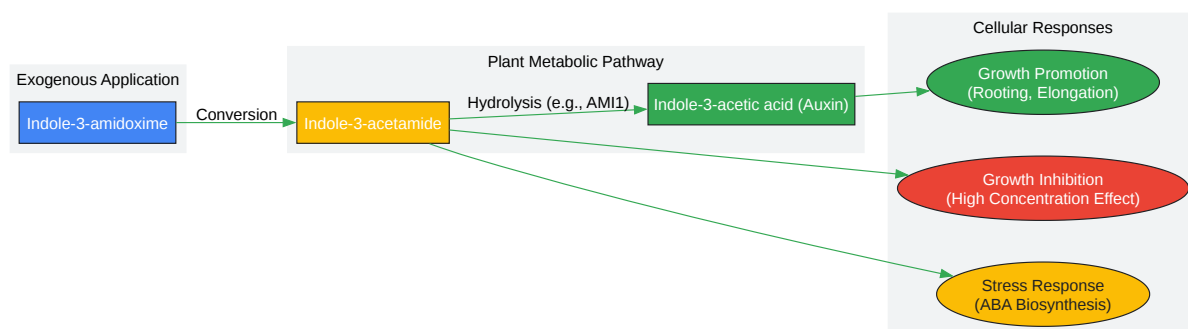 Exogenous Application
Indole-3-amidoxime
Conversion
Plant Metabolic Pathway
Indole-3-acetamide
Hydrolysis (e.g., AMI1)
Indole-3-acetic acid (Auxin)
Cellular Responses
Growth Promotion
(Rooting, Elongation)
Growth Inhibition
(High Concentration Effect)
Stress Response
(ABA Biosynthesis)